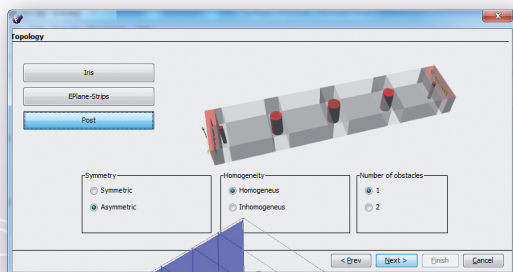 Topology
Iris
EPlane-Strips
Post
Symmetry
Symmetric
Asymmetric
Homogeneity
Homogeneus
Inhomogeneus
Number of obstacles
1
2
< Prev
Next >
Finish
Cancel